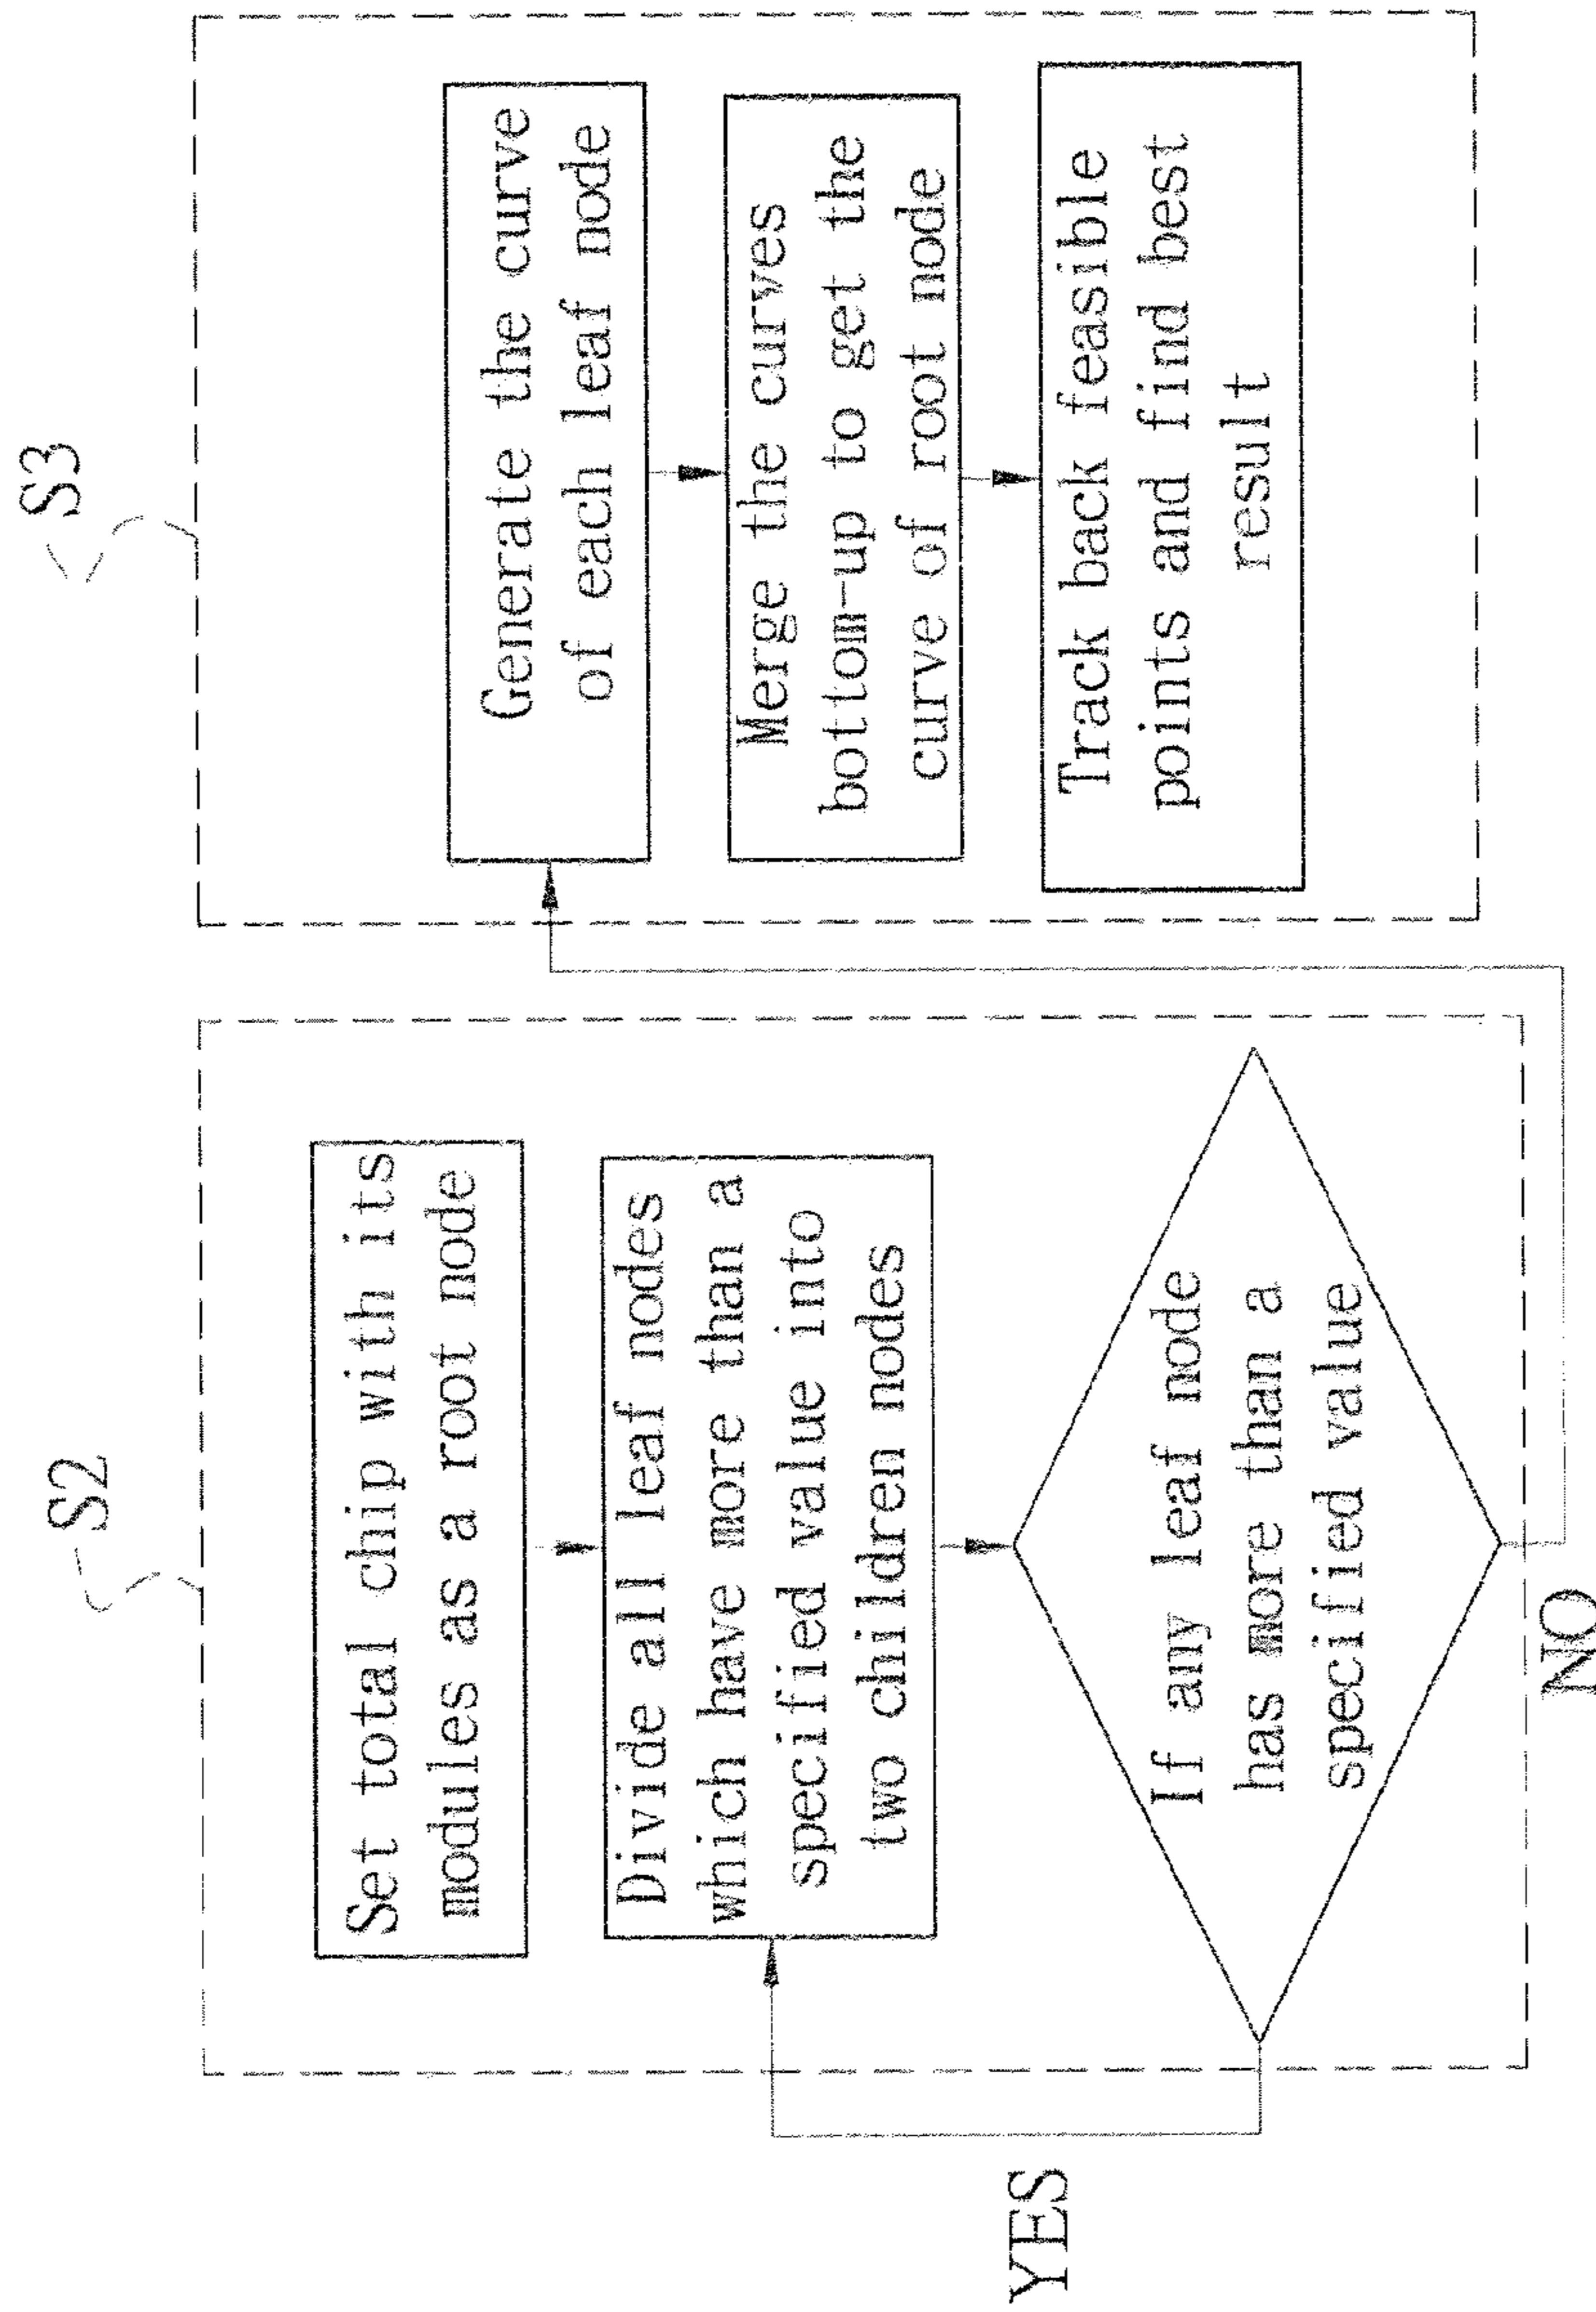 S2
Set total chip with its
modules as a root node
Divide all leaf nodes
which have more than a
specified value into
two children nodes
If any leaf node
has more than a
specified value
YES
NO
S3
Generate the curve
of each leaf node
Merge the curves
bottom-up to get the
curve of root node
Track back feasible
points and find best
result